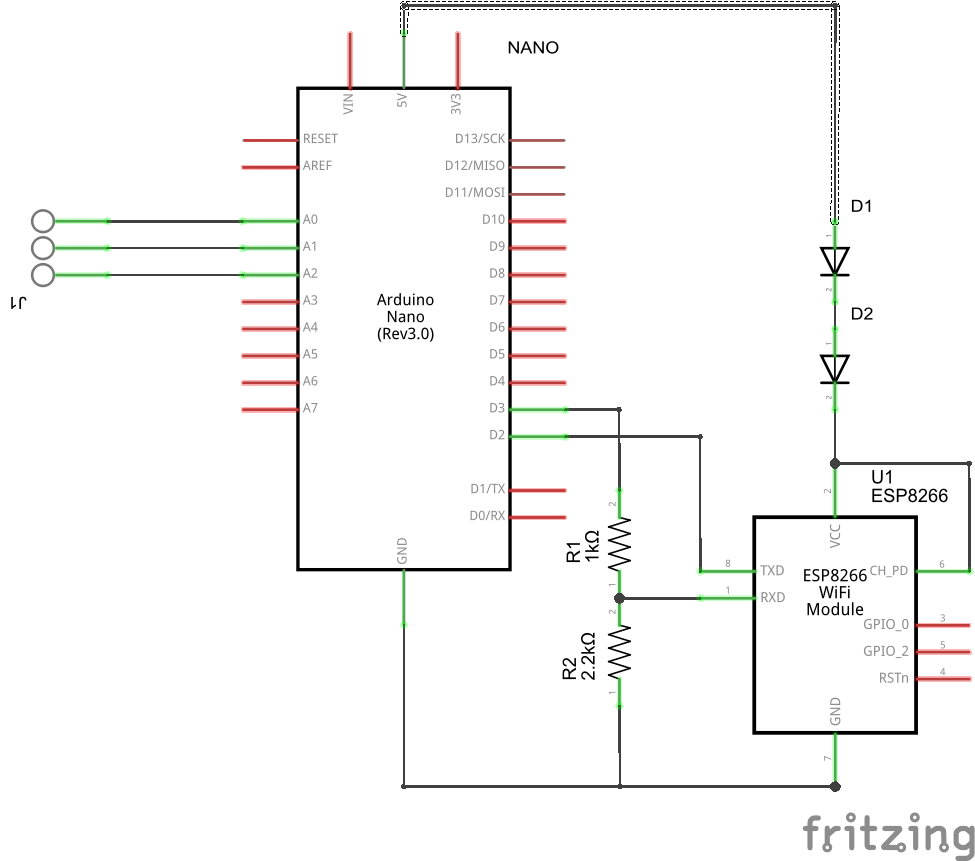 NANO
VIN
5V
3V3
RESET
AREF
A0
A1
A2
A3
A4
A5
A6
A7
D13/SCK
D12/MISO
D11/MOSI
D10
D9
D8
D7
D6
D5
D4
D3
D2
D1/TX
D0/RX
GND
Arduino
Nano
(Rev3.0)
J1
D1
1
2
D2
1
2
R1
1kΩ
2
1
R2
2.2kΩ
2
1
U1
ESP8266
2
VCC
8
TXD
1
RXD
ESP8266
WiFi
Module
CH_PD
6
GPIO_0
3
GPIO_2
5
RSTn
4
GND
7
fritzing